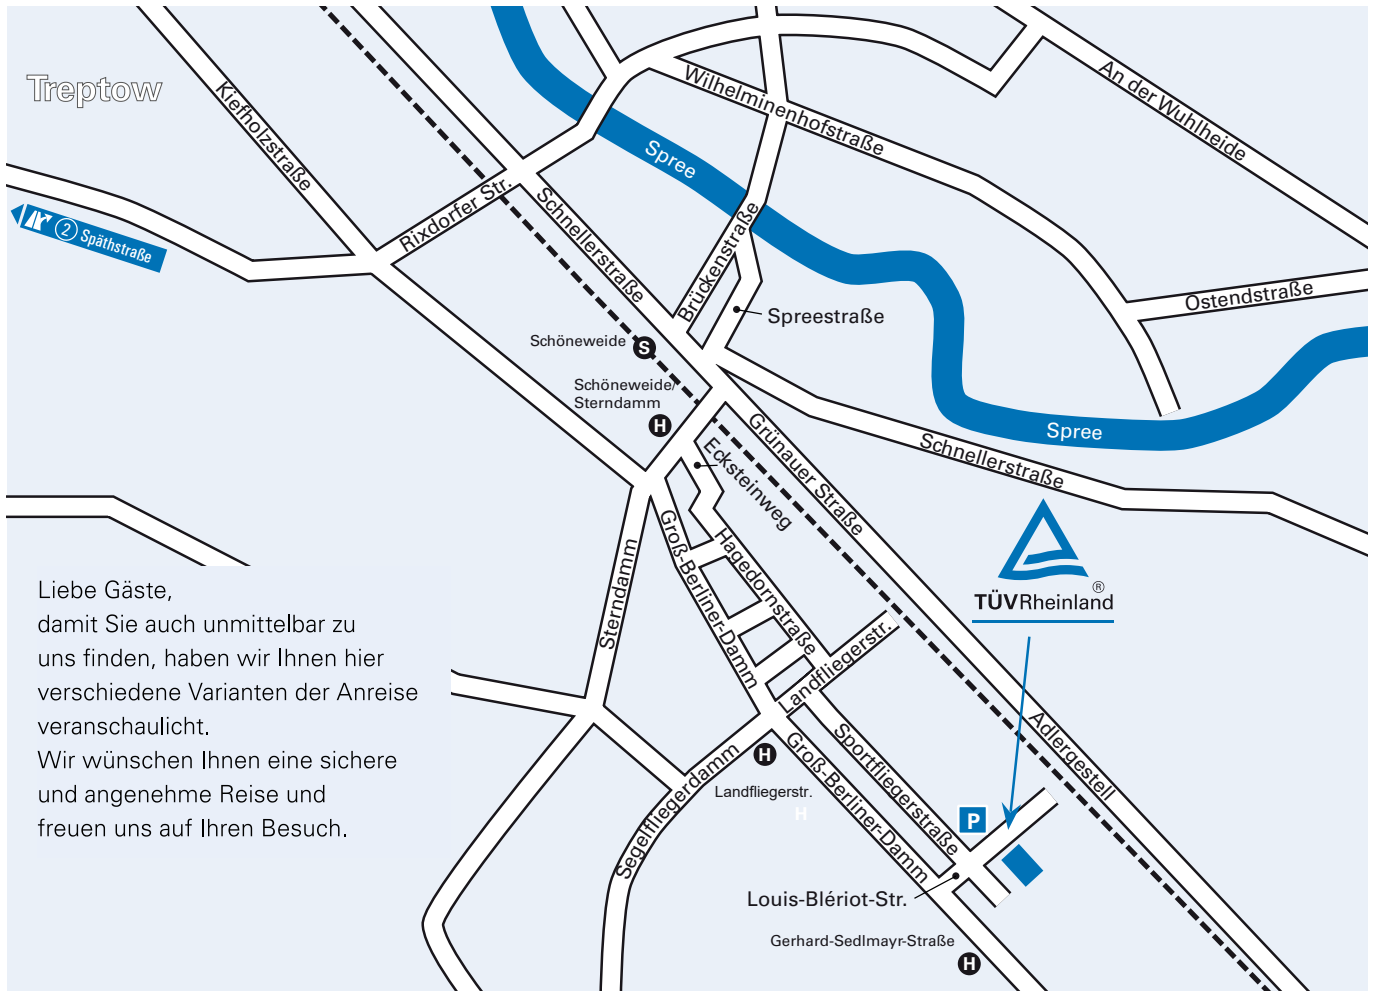 Treptow
Kiefholzstraße
2 Späthstraße
Rixdorfer Str.
Schnellerstraße
Spree
Wilhelminenhofstraße
An der Wuhlheide
Brückenstraße
Ostendstraße
Spreestraße
Schöneweide S
Schöneweide/
Sterndamm
H
Spree
Schnellerstraße
Grünauer Straße
Ecksteinweg
Hagedornstraße
Groß-Berliner-Damm
Sterndamm
Landfliegerstr.
TÜVRheinland®
Liebe Gäste,
damit Sie auch unmittelbar zu
uns finden, haben wir Ihnen hier
verschiedene Varianten der Anreise
veranschaulicht.
Wir wünschen Ihnen eine sichere
und angenehme Reise und
freuen uns auf Ihren Besuch.
Adlergestell
Segelfliegerdamm
H
Landfliegerstr.
H
Groß-Berliner-Damm
Sportfliegerstraße
P
Louis-Blériot-Str.
Gerhard-Sedlmayr-Straße
H